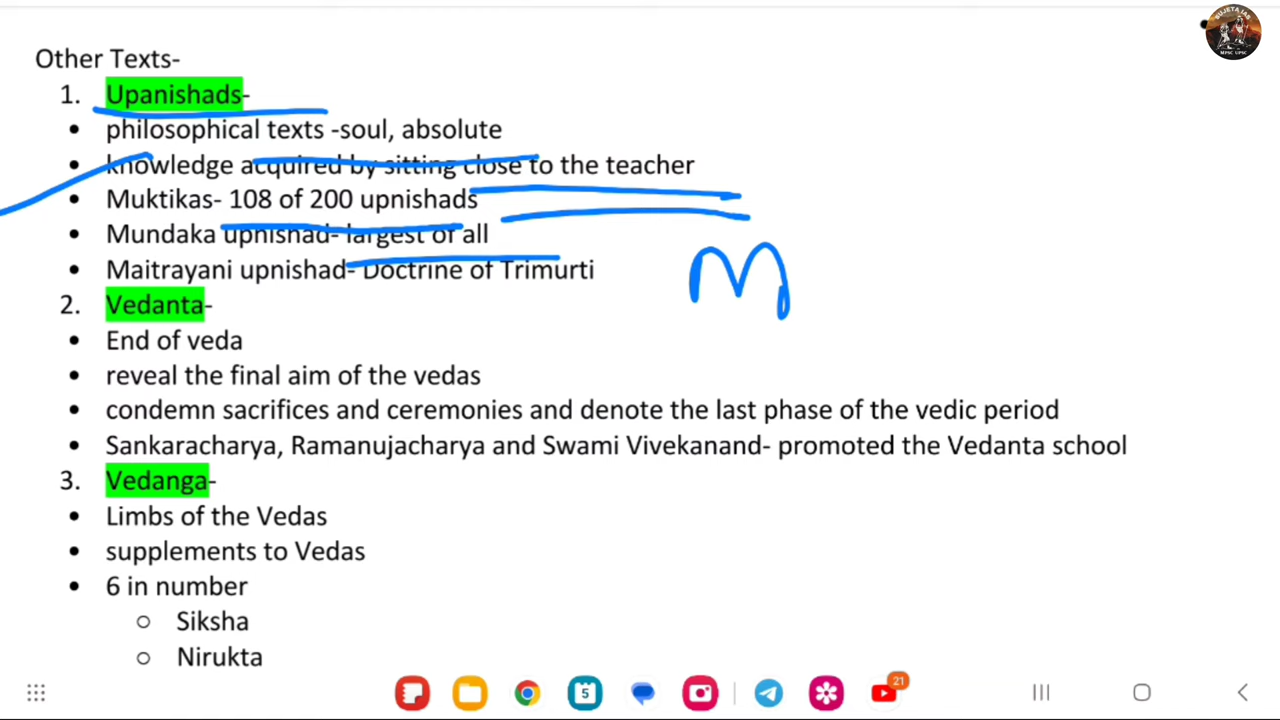 SUJETA IAS
MPSC UPSC
Other Texts-
1. Upanishads-
• philosophical texts -soul, absolute
• knowledge acquired by sitting close to the teacher
• Muktikas- 108 of 200 upnishads
• Mundaka upnishad- largest of all
• Maitrayani upnishad- Doctrine of Trimurti
M
2. Vedanta-
• End of veda
• reveal the final aim of the vedas
• condemn sacrifices and ceremonies and denote the last phase of the vedic period
• Sankaracharya, Ramanujacharya and Swami Vivekanand- promoted the Vedanta school
3. Vedanga-
• Limbs of the Vedas
• supplements to Vedas
• 6 in number
○ Siksha
○ Nirukta
5
21